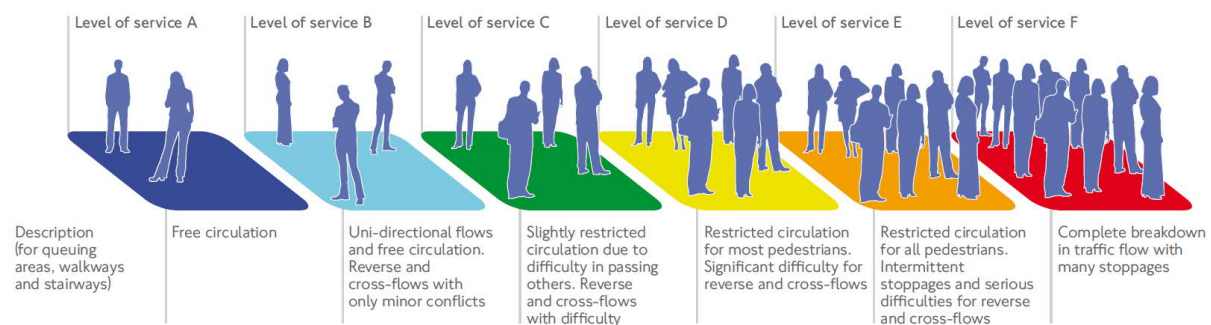 Level of service A
Level of service B
Level of service C
Level of service D
Level of service E
Level of service F
Description
(for queuing
areas, walkways
and stairways)
Free circulation
Uni-directional flows
and free circulation.
Reverse and
cross-flows with
only minor conflicts
Slightly restricted
circulation due to
difficulty in passing
others. Reverse
and cross-flows
with difficulty
Restricted circulation
for most pedestrians.
Significant difficulty for
reverse and cross-flows
Restricted circulation
for all pedestrians.
Intermittent
stoppages and serious
difficulties for reverse
and cross-flows
Complete breakdown
in traffic flow with
many stoppages